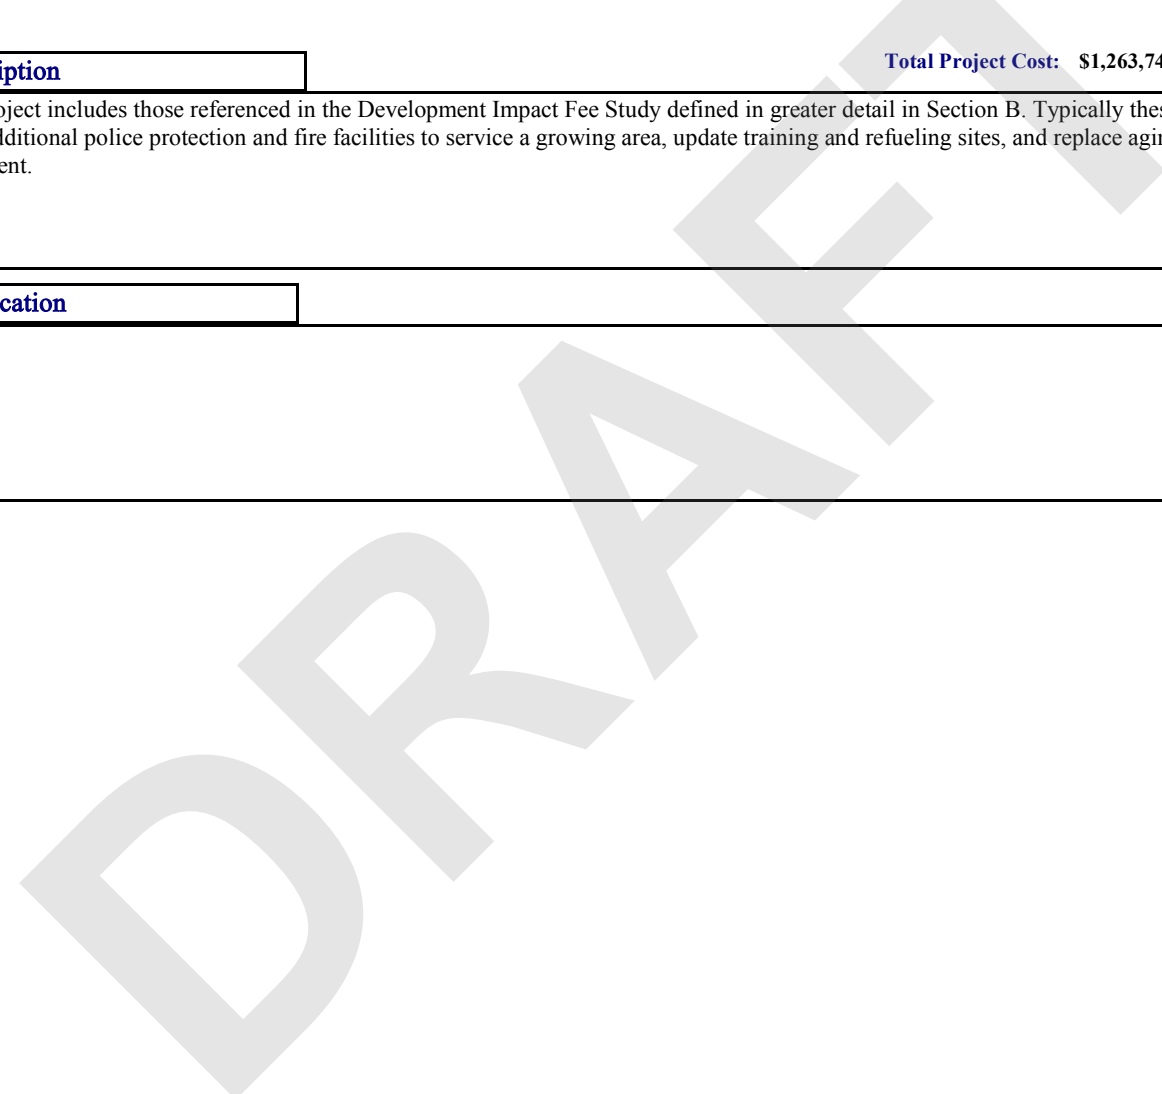 iption
Total Project Cost: $1,263,74
oject includes those referenced in the Development Impact Fee Study defined in greater detail in Section B. Typically thes
dditional police protection and fire facilities to service a growing area, update training and refueling sites, and replace agin
ent.
cation
DRAFT